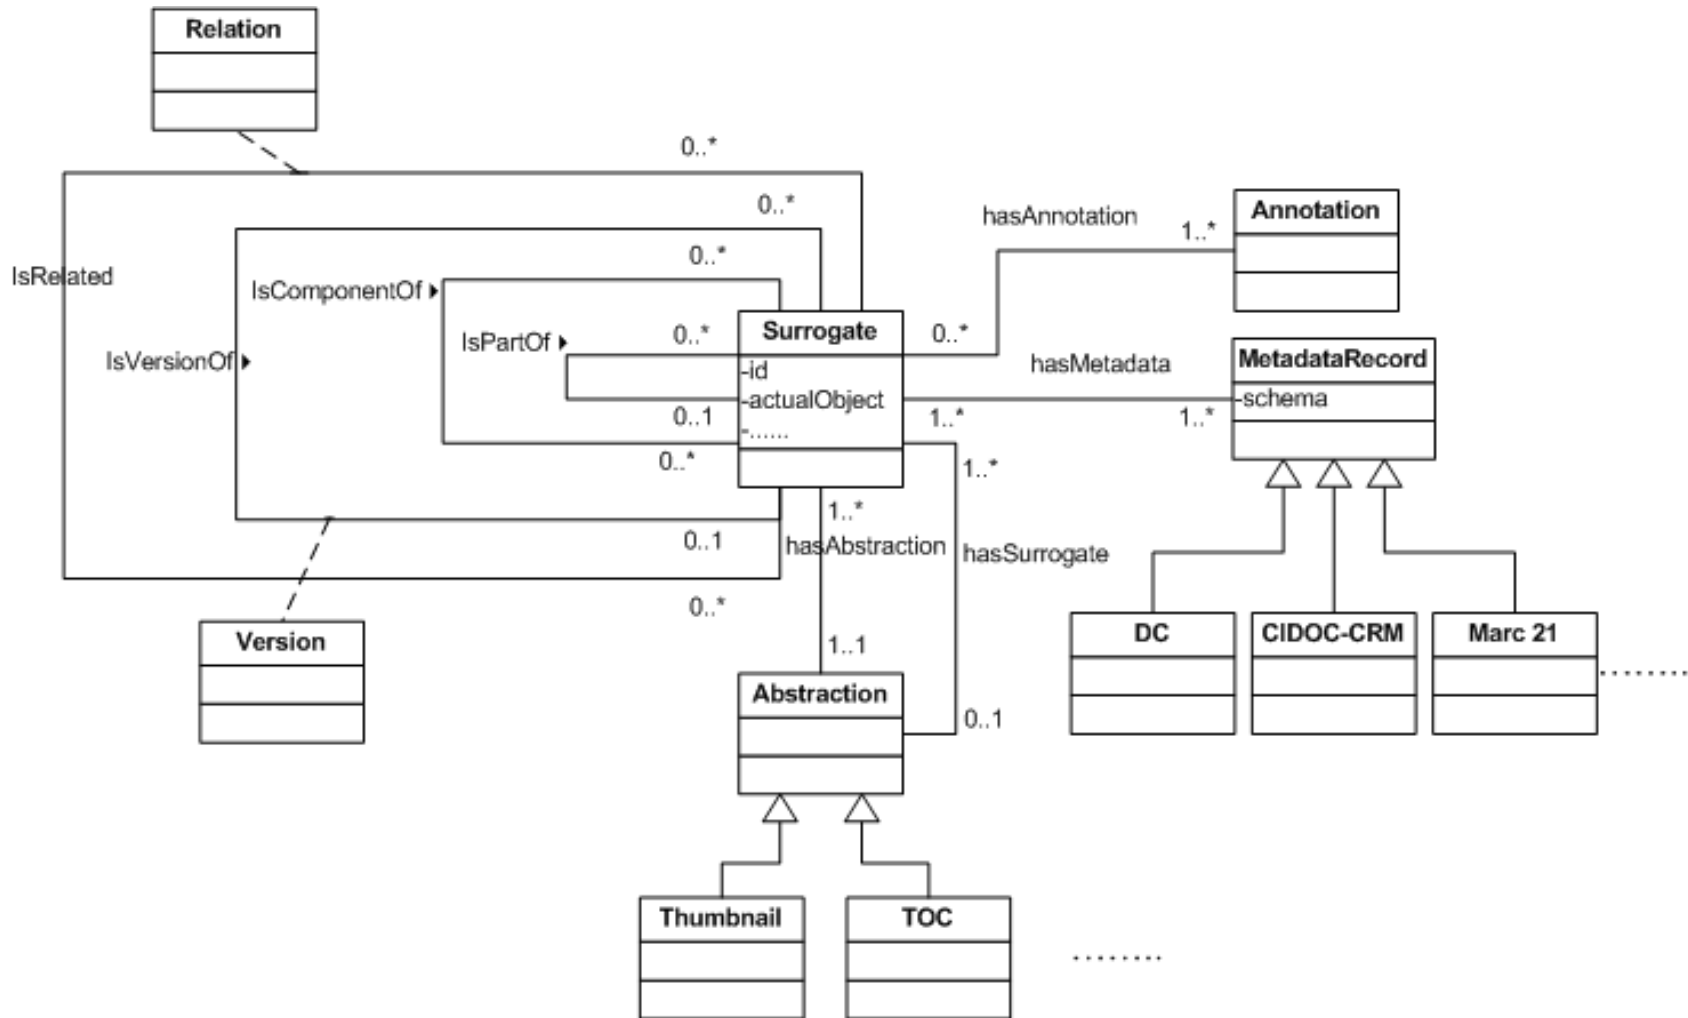 Relation
0..*
0..*
hasAnnotation
Annotation
1..*
0..*
IsRelated
IsComponentOf
IsPartOf
0..*
Surrogate
0..*
IsVersionOf
hasMetadata
MetadataRecord
-id
-actualObject
-schema
0..1
1..*
1..*
-......
0..*
1..*
1..*
0..1
hasAbstraction
hasSurrogate
0..*
Version
1..1
DC
CIDOC-CRM
Marc 21
.........
Abstraction
0..1
Thumbnail
TOC
........